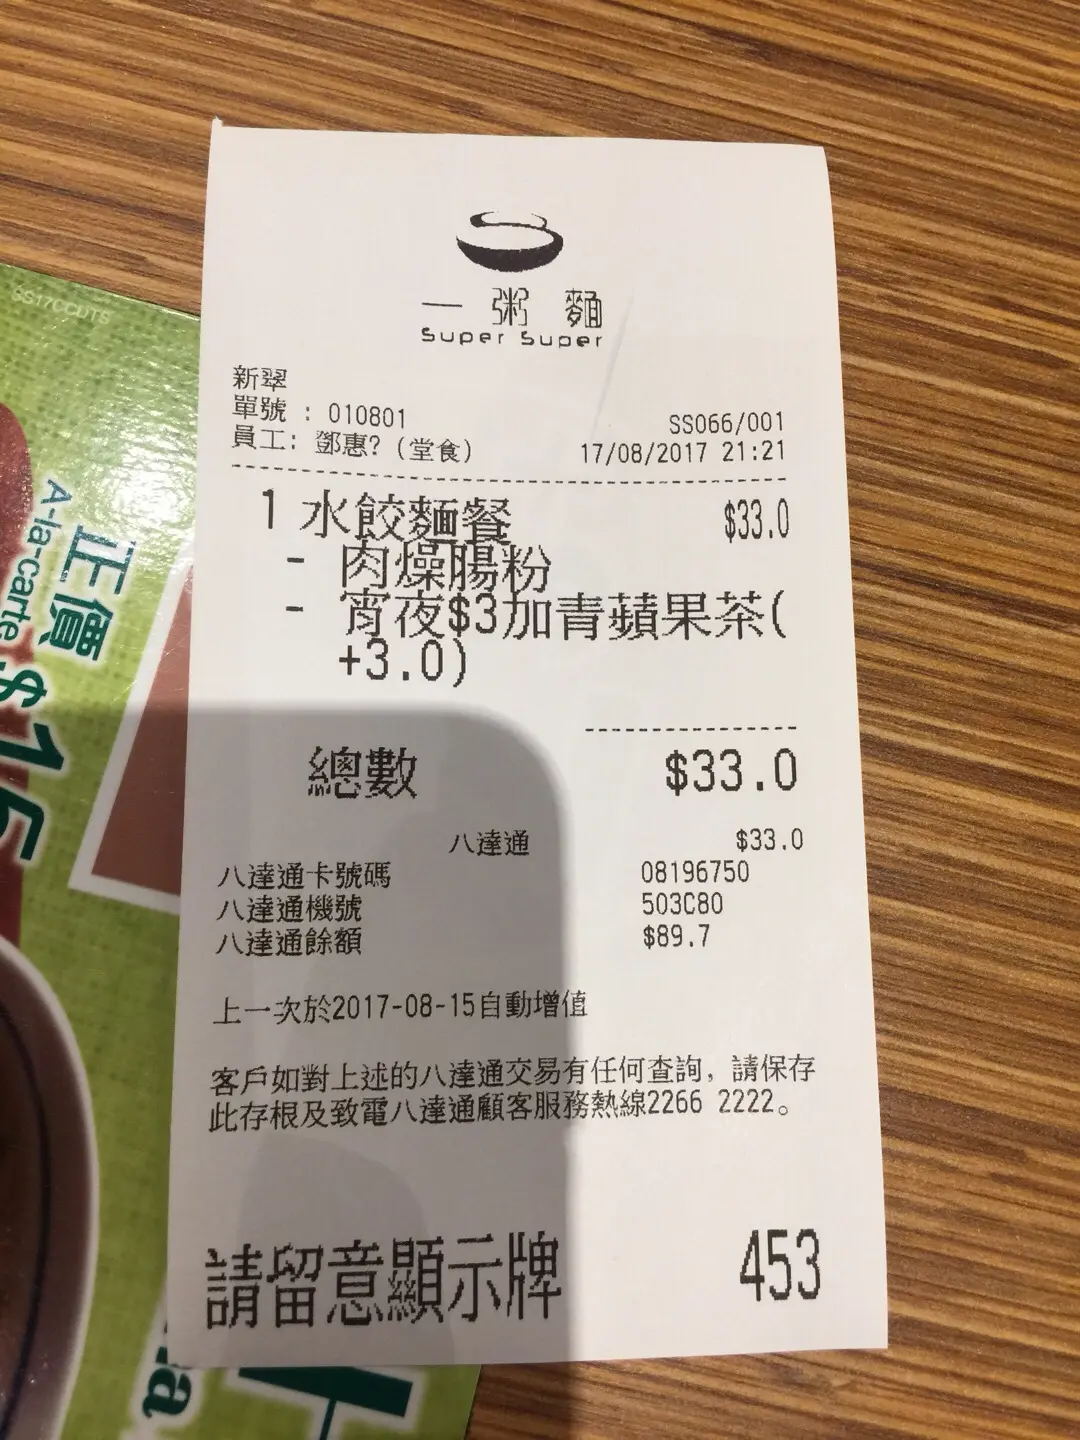 一粥麵
Super Super
新翠
單號 : 010801
SS066/001
員工: 鄧惠?(堂食)
17/08/2017 21:21
1 水餃麵餐 $33.0
- 肉燥腸粉
- 宵夜$3加青蘋果茶(
+3.0)
總數 $33.0
八達通 $33.0
八達通卡號碼 08196750
八達通機號 503C80
八達通餘額 $89.7
上一次於2017-08-15自動增值
客戶如對上述的八達通交易有任何查詢，請保存
此存根及致電八達通顧客服務熱線2266 2222。
請留意顯示牌 453
SS17CCDTS
正價
A-la-carte $15